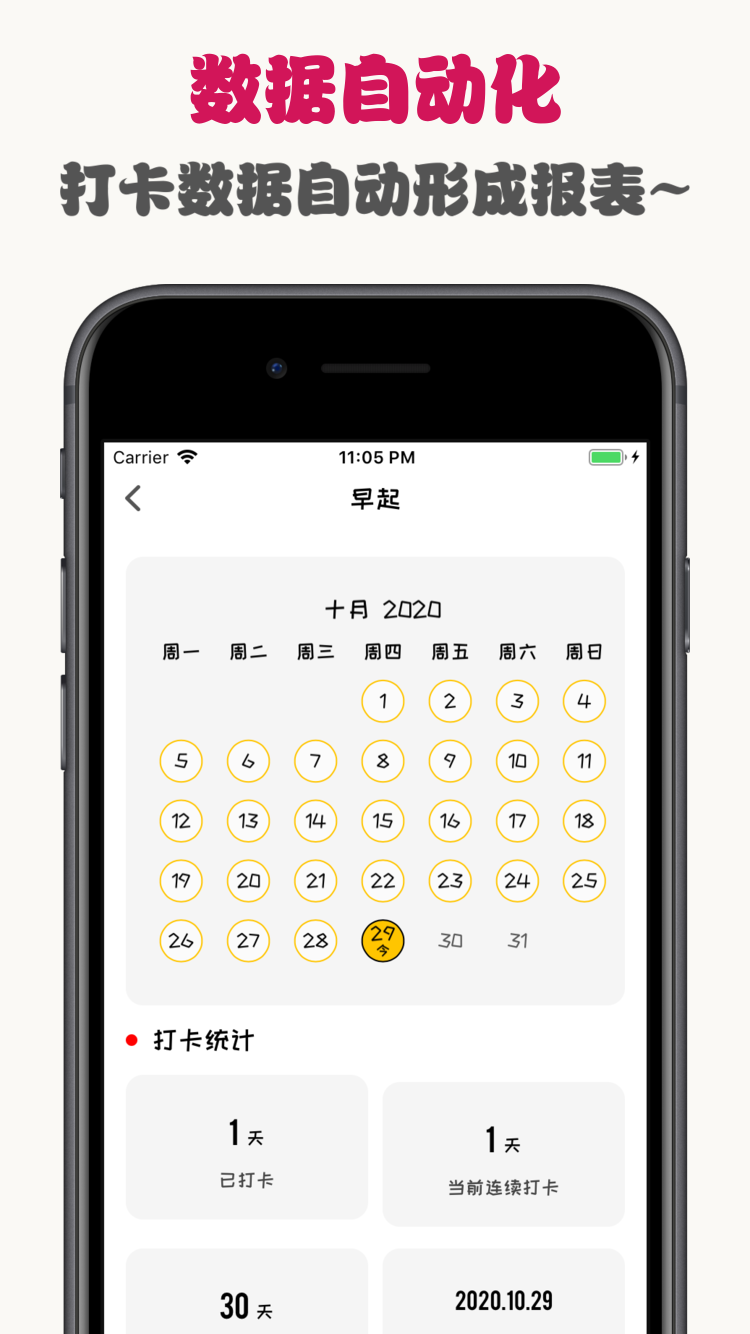 数据自动化
打卡数据自动形成报表~
Carrier 11:05 PM
早起
十月 2020
周一 周二 周三 周四 周五 周六 周日
1 2 3 4
5 6 7 8 9 10 11
12 13 14 15 16 17 18
19 20 21 22 23 24 25
26 27 28 29 30 31
今
打卡统计
1 天 1 天
已打卡 当前连续打卡
30 天 2020.10.29